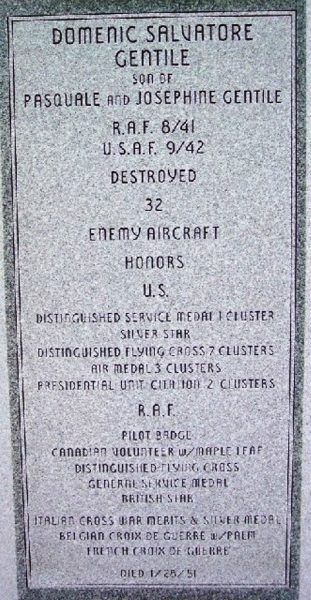 DOMENIC SALVATORE
GENTILE
SON OF
PASQUALE AND JOSEPHINE GENTILE
R.A.F. 8/41
U.S.A.F. 9/42
DESTROYED
32
ENEMY AIRCRAFT
HONORS
U.S.
DISTINGUISHED SERVICE MEDAL 1 CLUSTER
SILVER STAR
DISTINGUISHED FLYING CROSS 7 CLUSTERS
AIR MEDAL 3 CLUSTERS
PRESIDENTIAL UNIT CITATION 2 CLUSTERS
R.A.F.
PILOT BADGE
CANADIAN VOLUNTEER W/MAPLE LEAF
DISTINGUISHED FLYING CROSS
GENERAL SERVICE MEDAL
BRITISH STAR
ITALIAN CROSS WAR MERITS & SILVER MEDAL
BELGIAN CROIX DE GUERRE W/PALM
FRENCH CROIX DE GUERRE
DIED 1/28/51